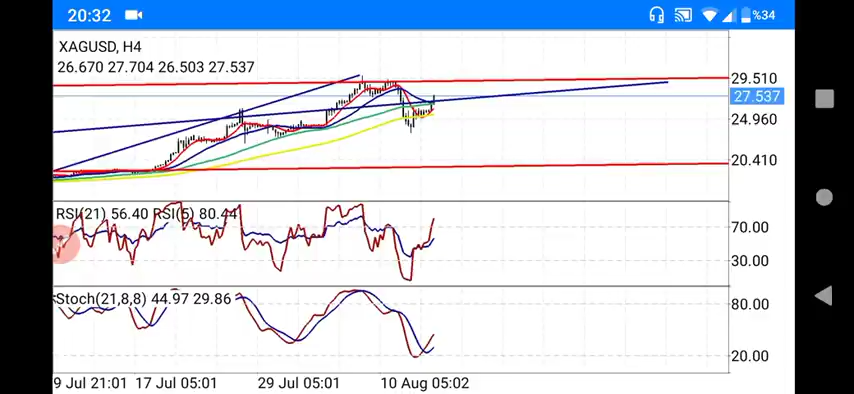 20:32
%34
XAGUSD, H4
26.670 27.704 26.503 27.537
29.510
27.537
24.960
20.410
RSI(21) 56.40 RSI(5) 80.44
70.00
30.00
Stoch(21,8,8) 44.97 29.86
80.00
20.00
9 Jul 21:01 17 Jul 05:01 29 Jul 05:01 10 Aug 05:02